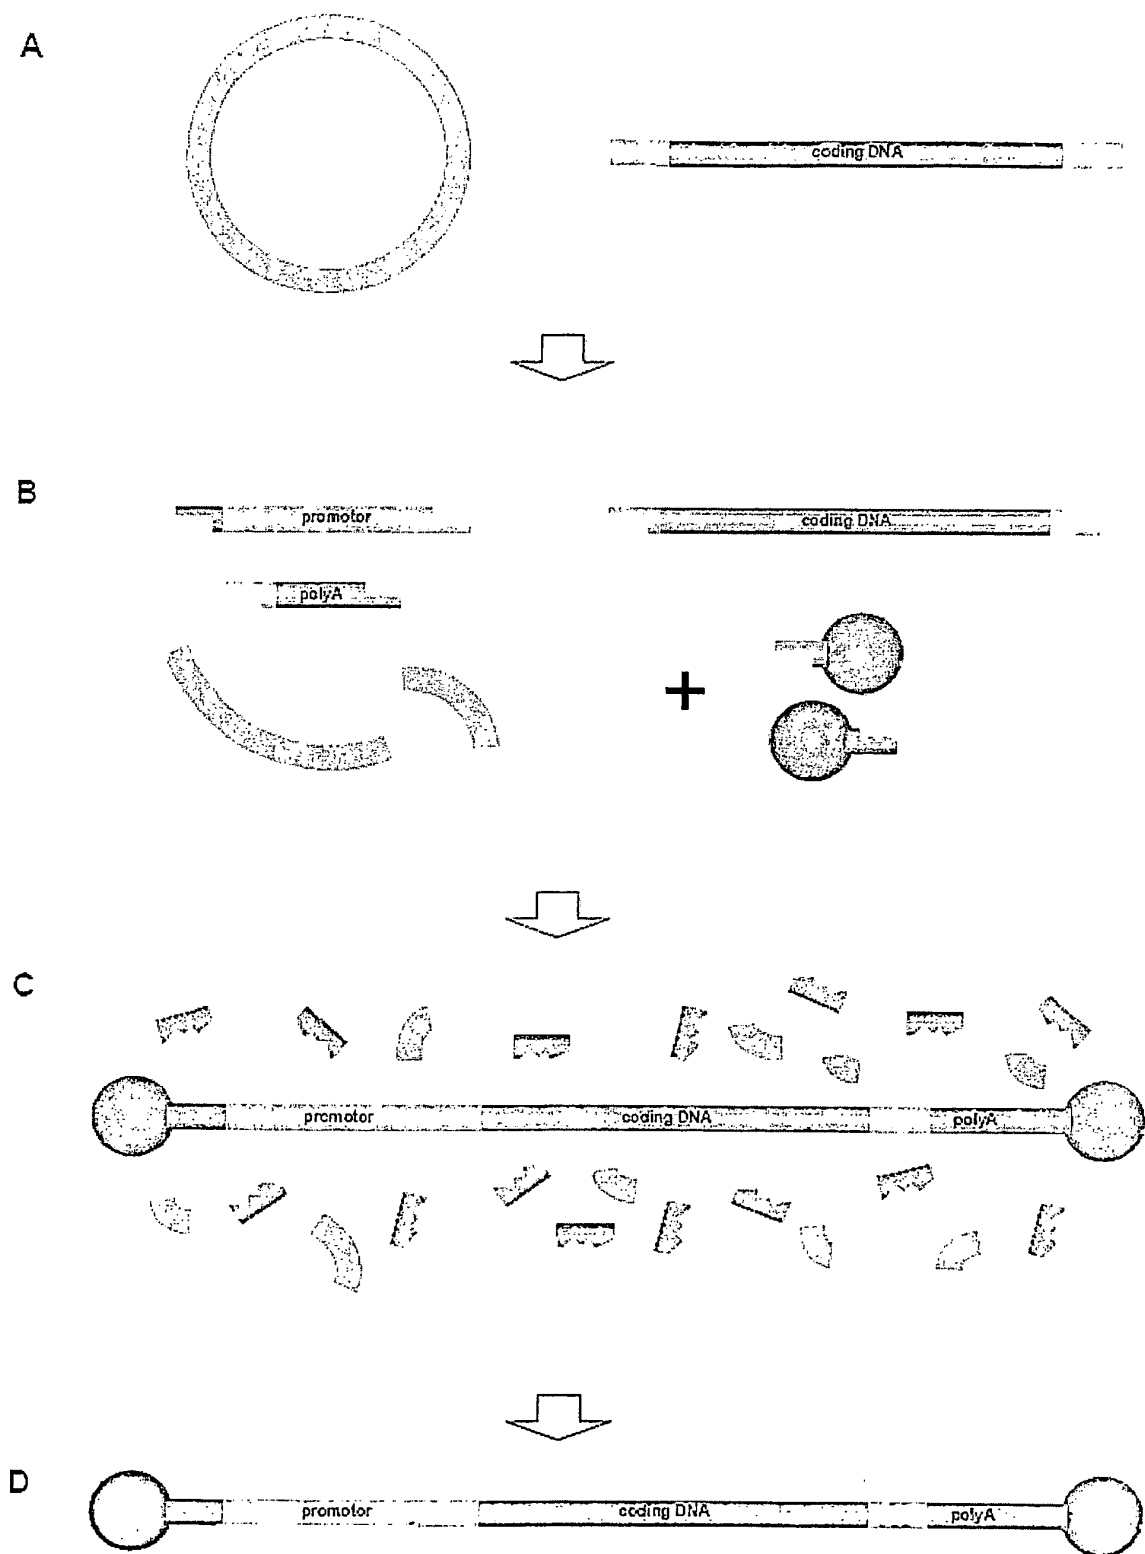 A
coding DNA
B
promotor
coding DNA
polyA
+
C
promotor
coding DNA
polyA
D
promotor
coding DNA
polyA